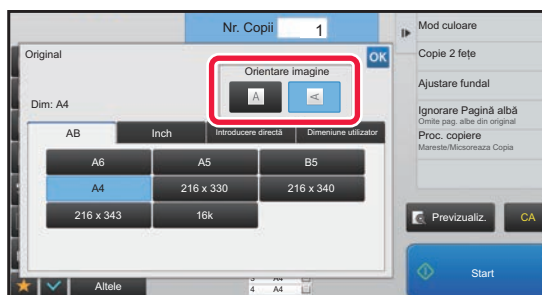 Nr. Copii 1
Original
OK
Orientare imagine
A A
Dim: A4
AB Inch Introducere directă Dimeniune utilizator
A6 A5 B5
A4 216 x 330 216 x 340
216 x 343 16k
Mod culoare
Copie 2 fețe
Ajustare fundal
Ignorare Pagină albă
Omite pag. albe din original
Proc. copiere
Mareste/Micsoreaza Copia
Previzualiz. CA
Start
Altele
4 A4